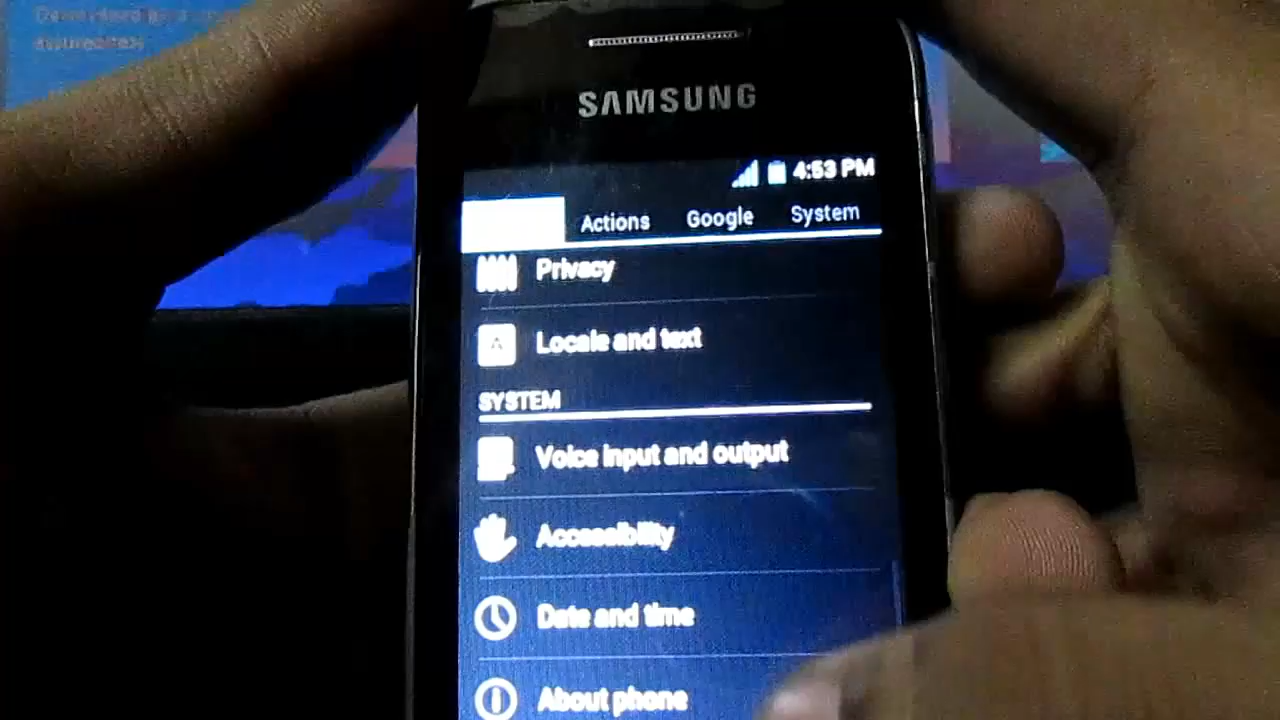 SAMSUNG
4:53 PM
Actions Google System
Privacy
Locale and text
SYSTEM
Voice input and output
Accessibility
Date and time
About phone